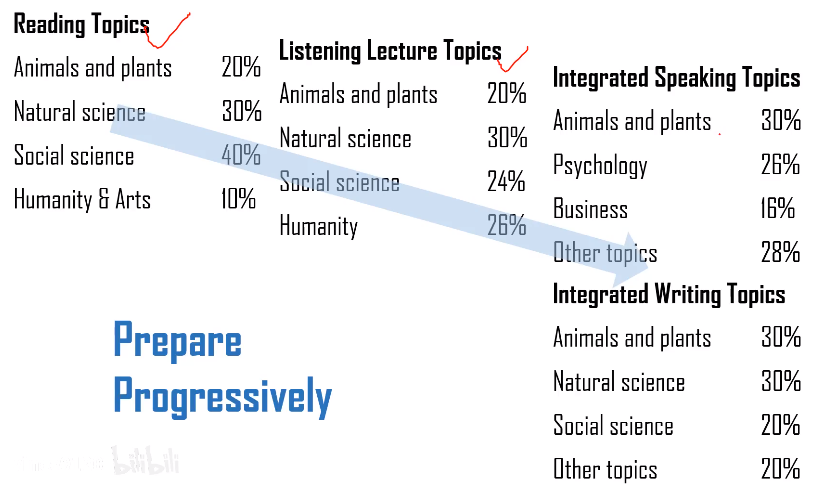 Reading Topics
Animals and plants 20%
Natural science 30%
Social science 40%
Humanity & Arts 10%
Listening Lecture Topics
Animals and plants 20%
Natural science 30%
Social science 24%
Humanity 26%
Integrated Speaking Topics
Animals and plants 30%
Psychology 26%
Business 16%
Other topics 28%
Integrated Writing Topics
Animals and plants 30%
Natural science 30%
Social science 20%
Other topics 20%
Prepare
Progressively
bilibili